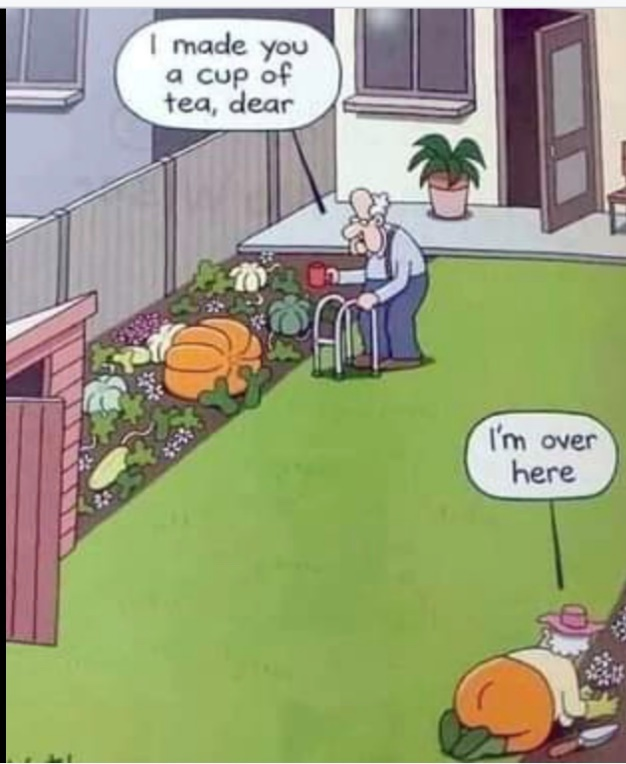 I made you
a cup of
tea, dear
I'm over
here